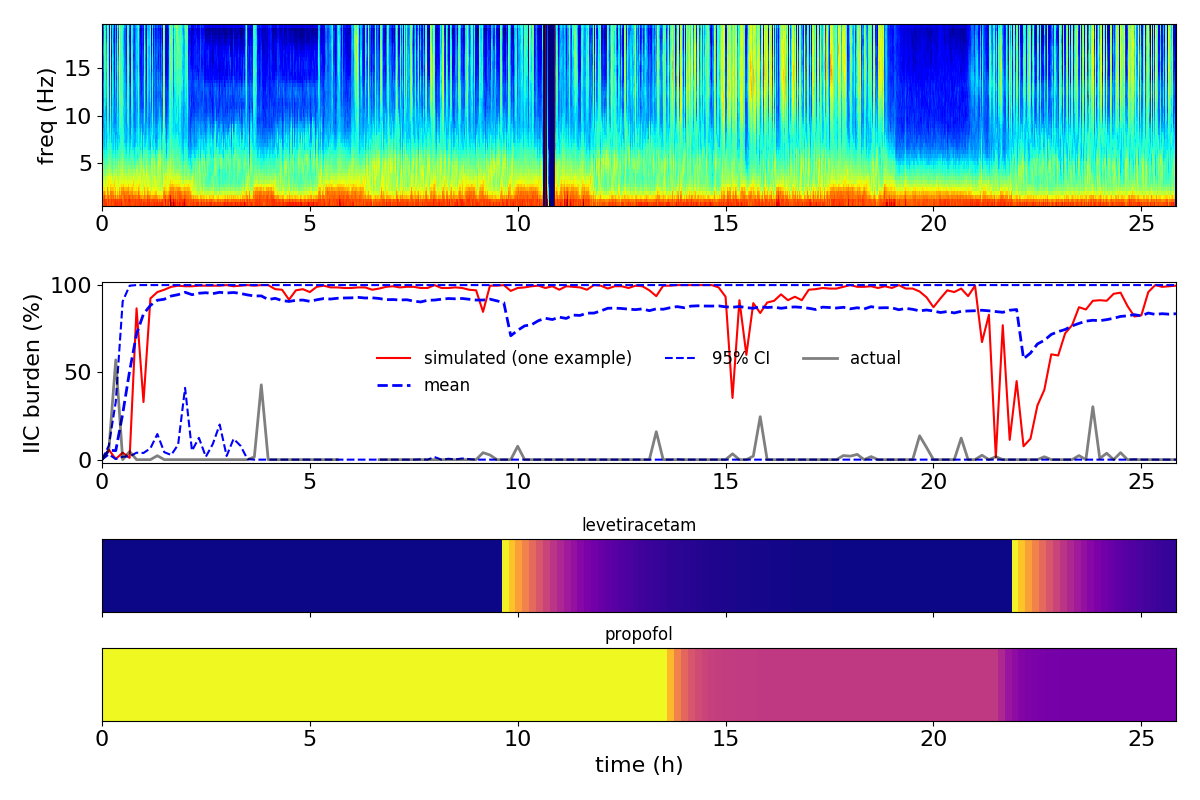 freq (Hz)
15
10
5
0 5 10 15 20 25
IIC burden (%)
100
50
0
simulated (one example) 95% CI actual
mean
0 5 10 15 20 25
levetiracetam
propofol
0 5 10 15 20 25
time (h)